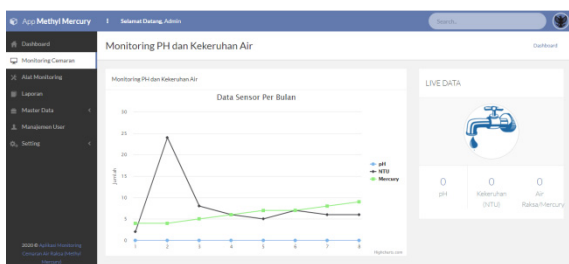 App Methyl Mercury
Selamat Datang, Admin
Search..
Dashboard
Monitoring Cemaran
Alat Monitoring
Laporan
Master Data
Manajemen User
Setting
2020 © Aplikasi Monitoring
Cemaran Air Raksa (Methyl
Mercury)
Monitoring PH dan Kekeruhan Air
Dashboard
Monitoring PH dan Kekeruhan Air
Data Sensor Per Bulan
Jumlah
30
25
20
15
10
5
0
1 2 3 4 5 6 7 8
pH
NTU
Mercury
Highcharts.com
LIVE DATA
0 0 0
pH Kekeruhan Air
(NTU) Raksa/Mercury